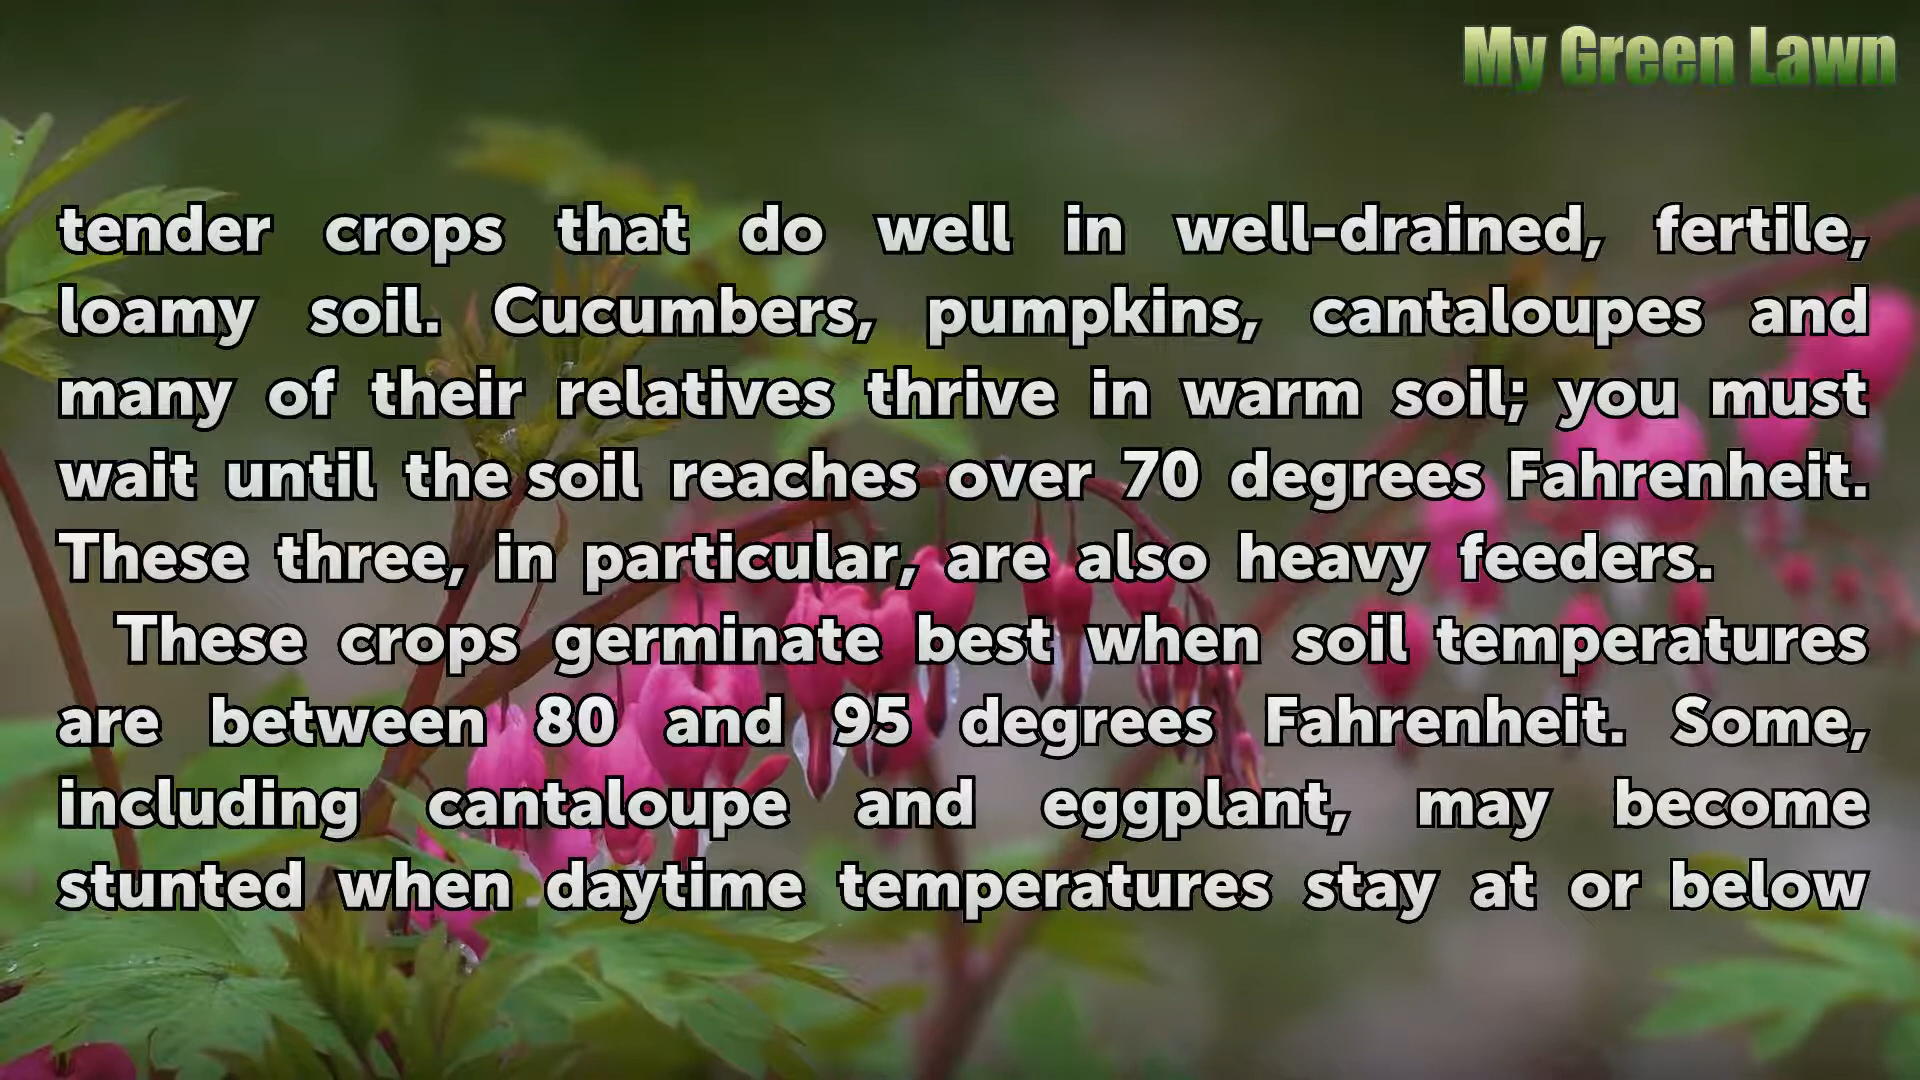 My Green Lawn
tender crops that do well in well-drained, fertile,
loamy soil. Cucumbers, pumpkins, cantaloupes and
many of their relatives thrive in warm soil; you must
wait until the soil reaches over 70 degrees Fahrenheit.
These three, in particular, are also heavy feeders.
These crops germinate best when soil temperatures
are between 80 and 95 degrees Fahrenheit. Some,
including cantaloupe and eggplant, may become
stunted when daytime temperatures stay at or below